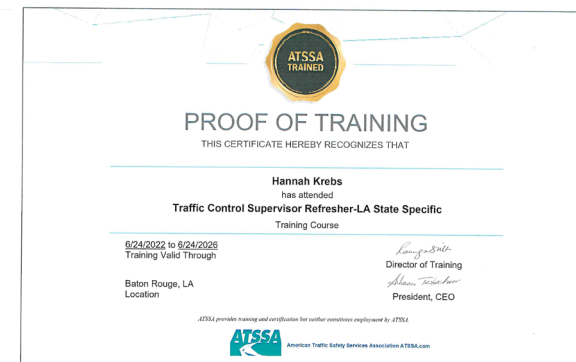 ATSSA
TRAINED
PROOF OF TRAINING
THIS CERTIFICATE HEREBY RECOGNIZES THAT
Hannah Krebs
has attended
Traffic Control Supervisor Refresher-LA State Specific
Training Course
6/24/2022 to 6/24/2026
Training Valid Through
Director of Training
Baton Rouge, LA
Location
President, CEO
ATSSA provides training and certification but neither constitutes employment by ATSSA.
ATSSA
American Traffic Safety Services Association ATSSA.com